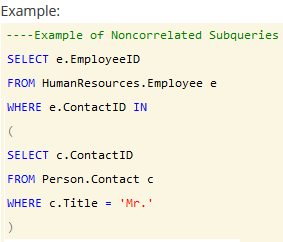 Example:
----Example of Noncorrelated Subqueries
SELECT e.EmployeeID
FROM HumanResources.Employee e
WHERE e.ContactID IN
(
SELECT c.ContactID
FROM Person.Contact c
WHERE c.Title = 'Mr.'
)